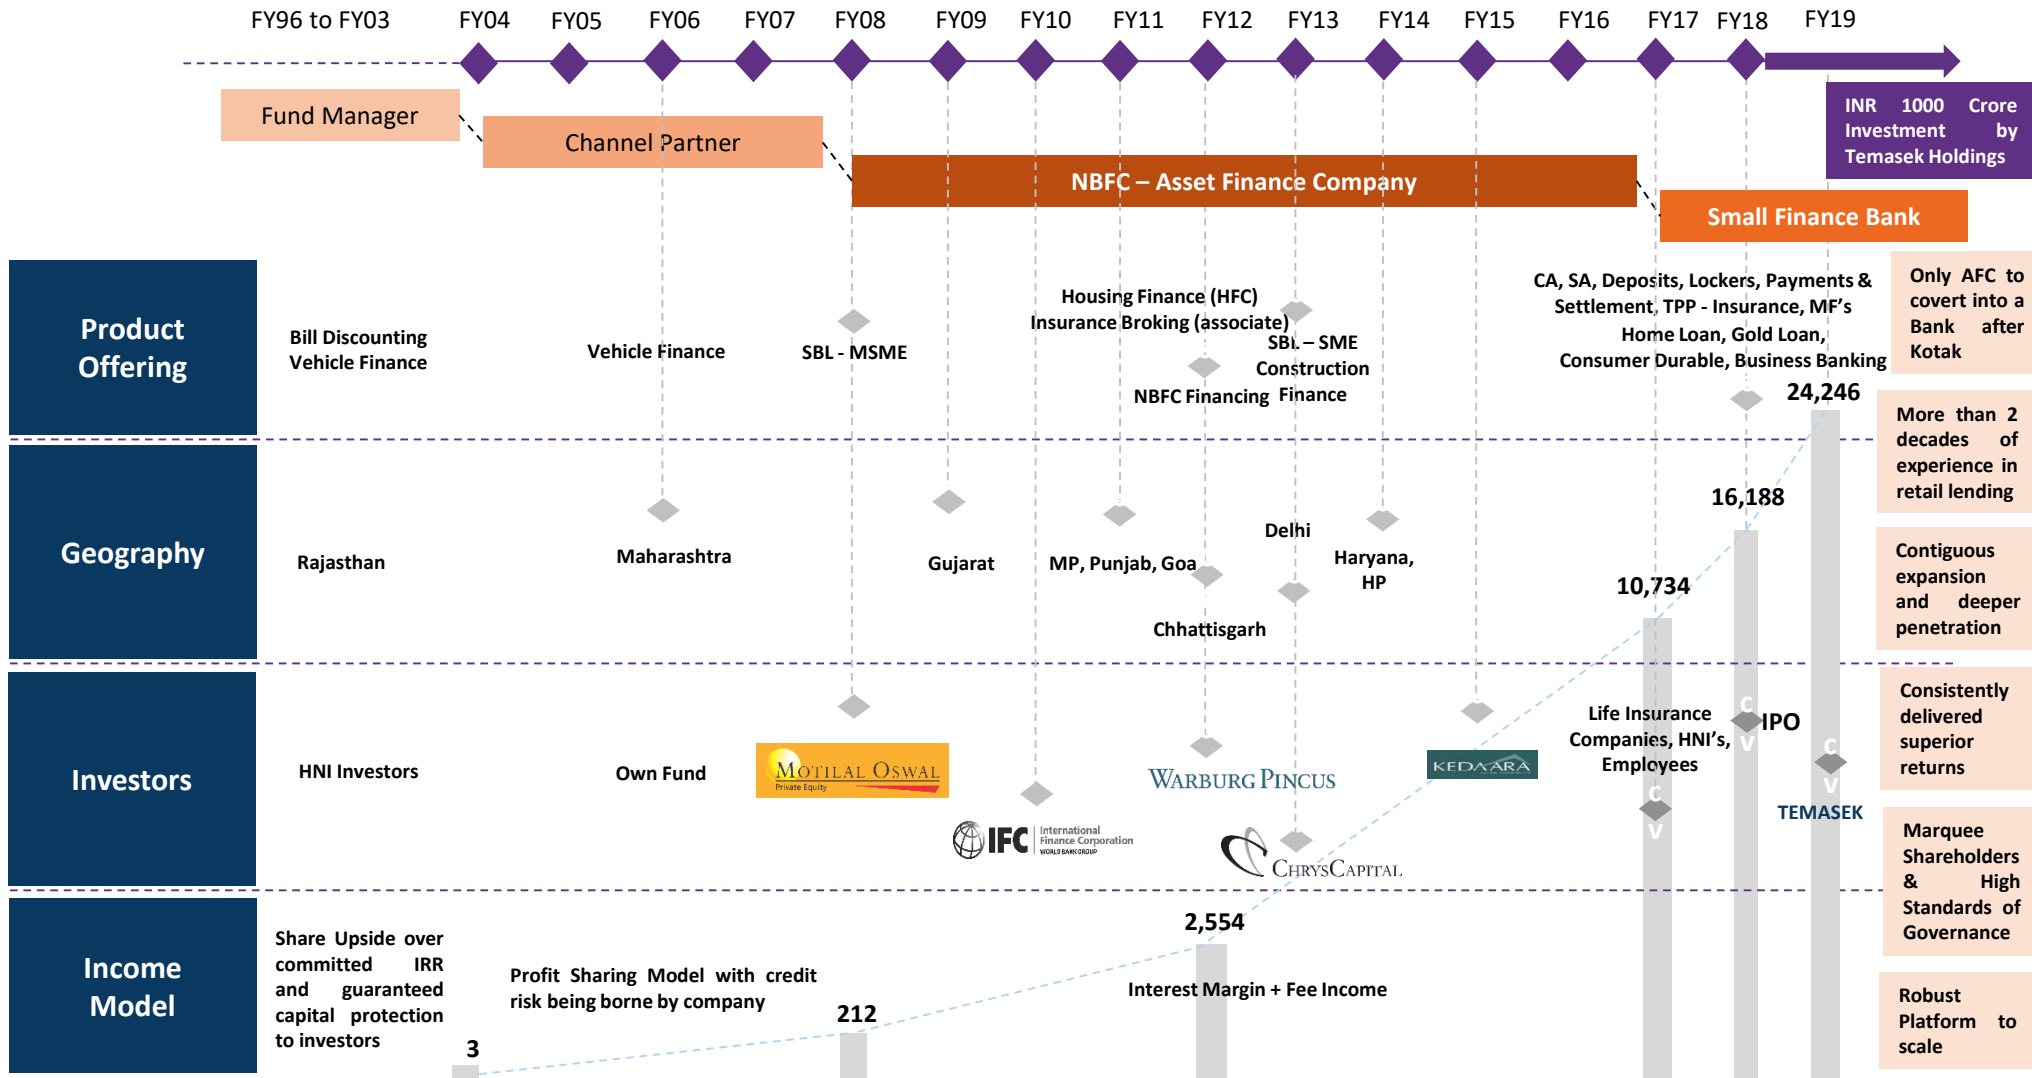 FY96 to FY03 FY04 FY05 FY06 FY07 FY08 FY09 FY10 FY11 FY12 FY13 FY14 FY15 FY16 FY17 FY18 FY19
Fund Manager
Channel Partner
NBFC – Asset Finance Company
Small Finance Bank
INR 1000 Crore
Investment by
Temasek Holdings
Product
Offering
Bill Discounting
Vehicle Finance
Vehicle Finance
SBL - MSME
Housing Finance (HFC)
Insurance Broking (associate)
NBFC Financing
SBL – SME
Construction
Finance
CA, SA, Deposits, Lockers, Payments &
Settlement, TPP - Insurance, MF's
Home Loan, Gold Loan,
Consumer Durable, Business Banking
24,246
Only AFC to
covert into a
Bank after
Kotak
More than 2
decades of
experience in
retail lending
Geography
Rajasthan
Maharashtra
Gujarat
MP, Punjab, Goa
Chhattisgarh
Delhi
Haryana,
HP
10,734
16,188
Contiguous
expansion
and deeper
penetration
Investors
HNI Investors
Own Fund
MOTILAL OSWAL
Private Equity
IFC
International
Finance Corporation
WORLD BANK GROUP
WARBURG PINCUS
CHRYSCAPITAL
KEDAARA
Life Insurance
Companies, HNI's,
Employees
C
V
C
V
IPO
C
V
TEMASEK
Consistently
delivered
superior
returns
Marquee
Shareholders
& High
Standards of
Governance
Income
Model
Share Upside over
committed IRR
and guaranteed
capital protection
to investors
3
Profit Sharing Model with credit
risk being borne by company
212
2,554
Interest Margin + Fee Income
Robust
Platform to
scale